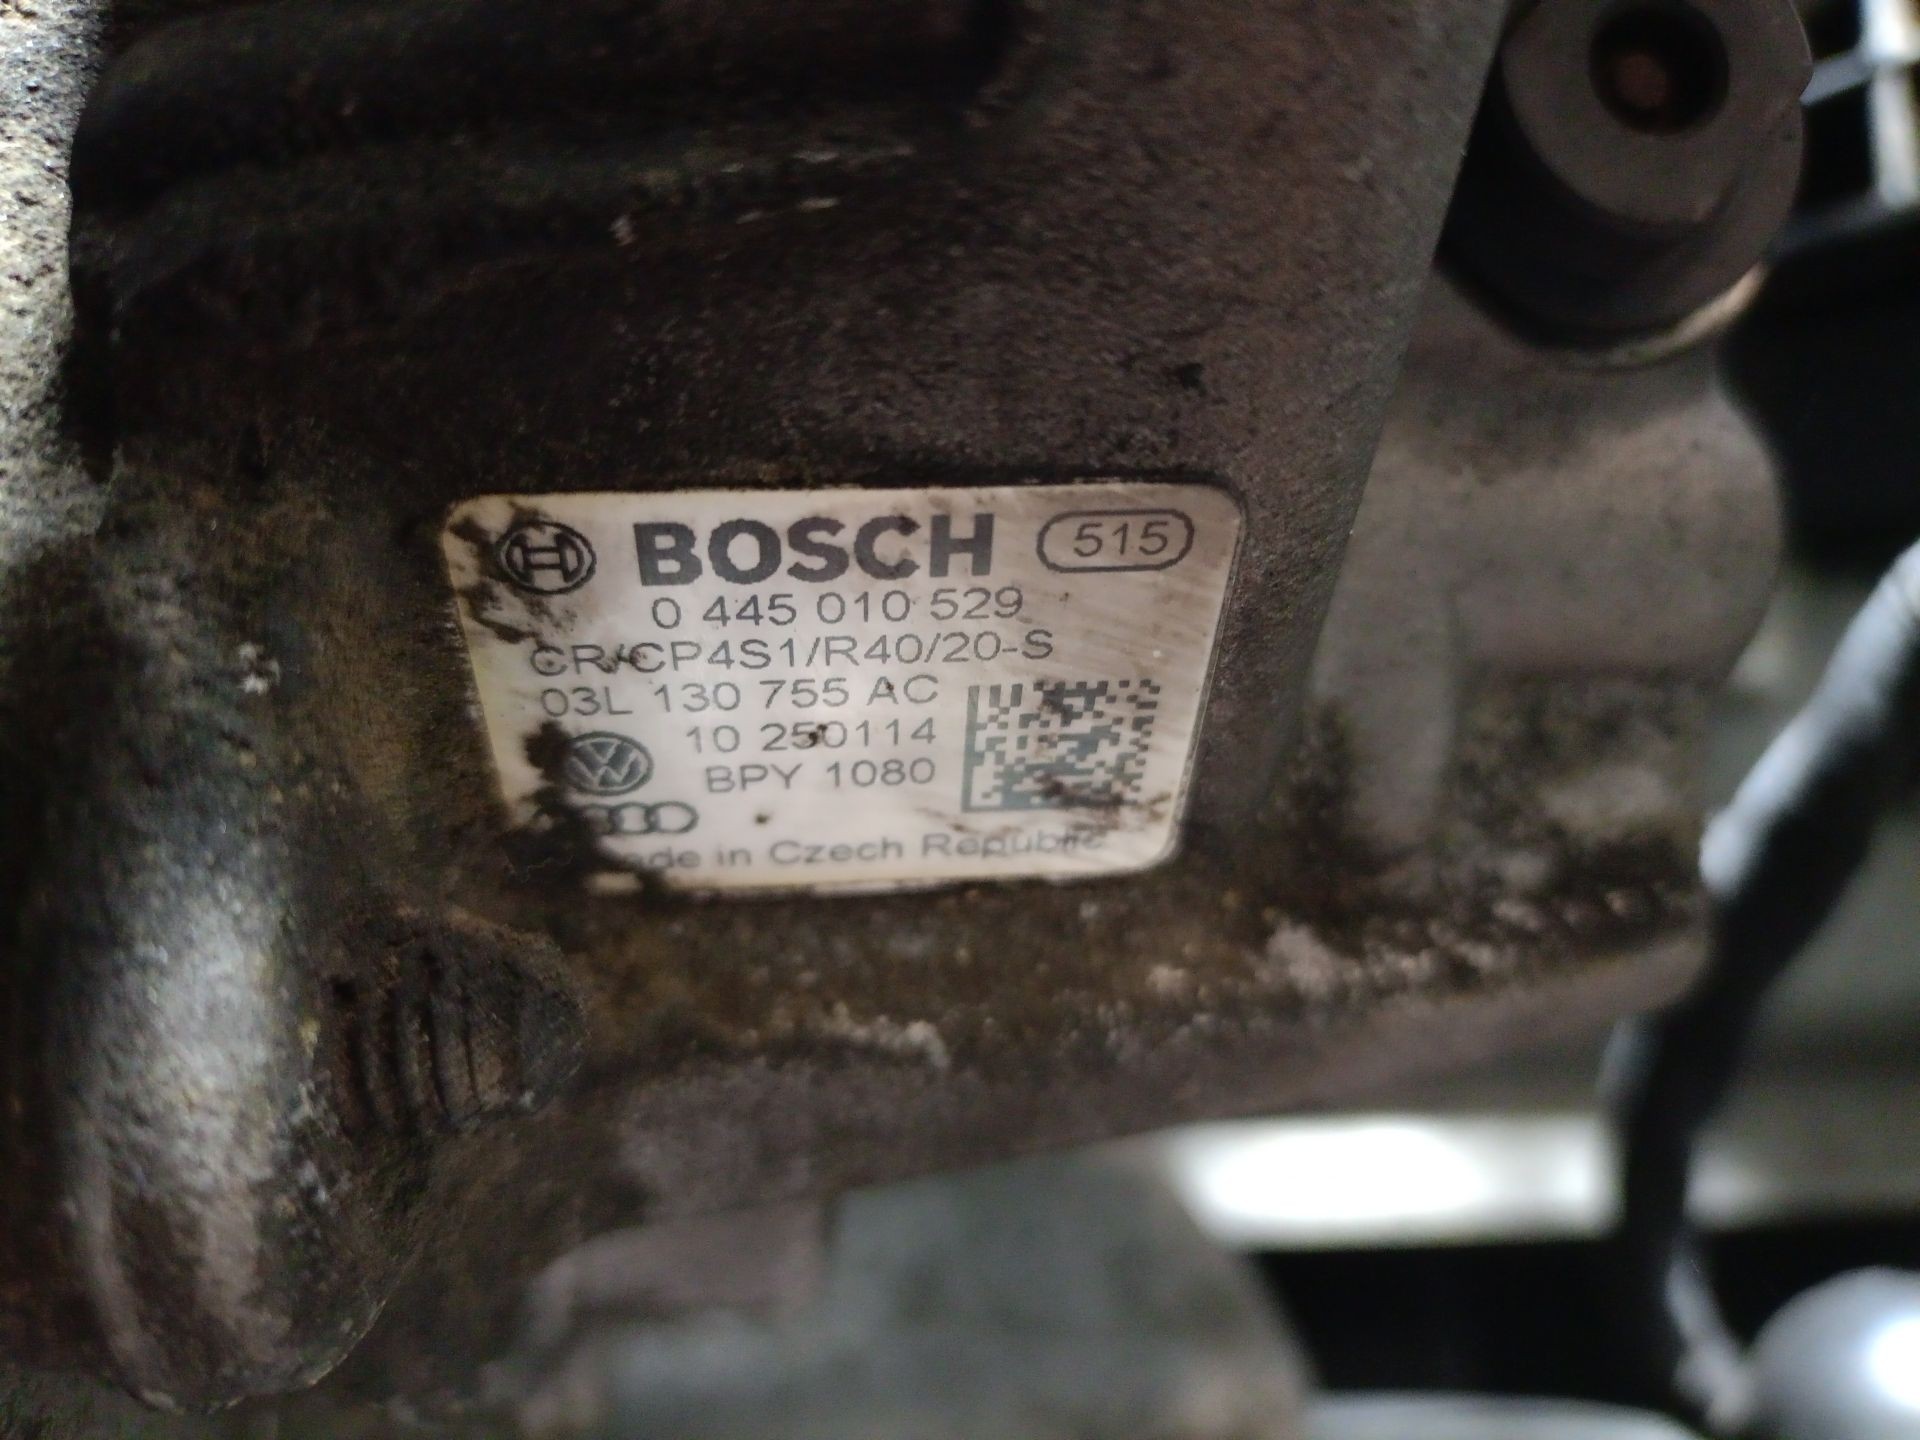 BOSCH 515
0 445 010 529
CR/CP4S1/R40/20-S
03L 130 755 AC
10 250114
BPY 1080
Made in Czech Republic